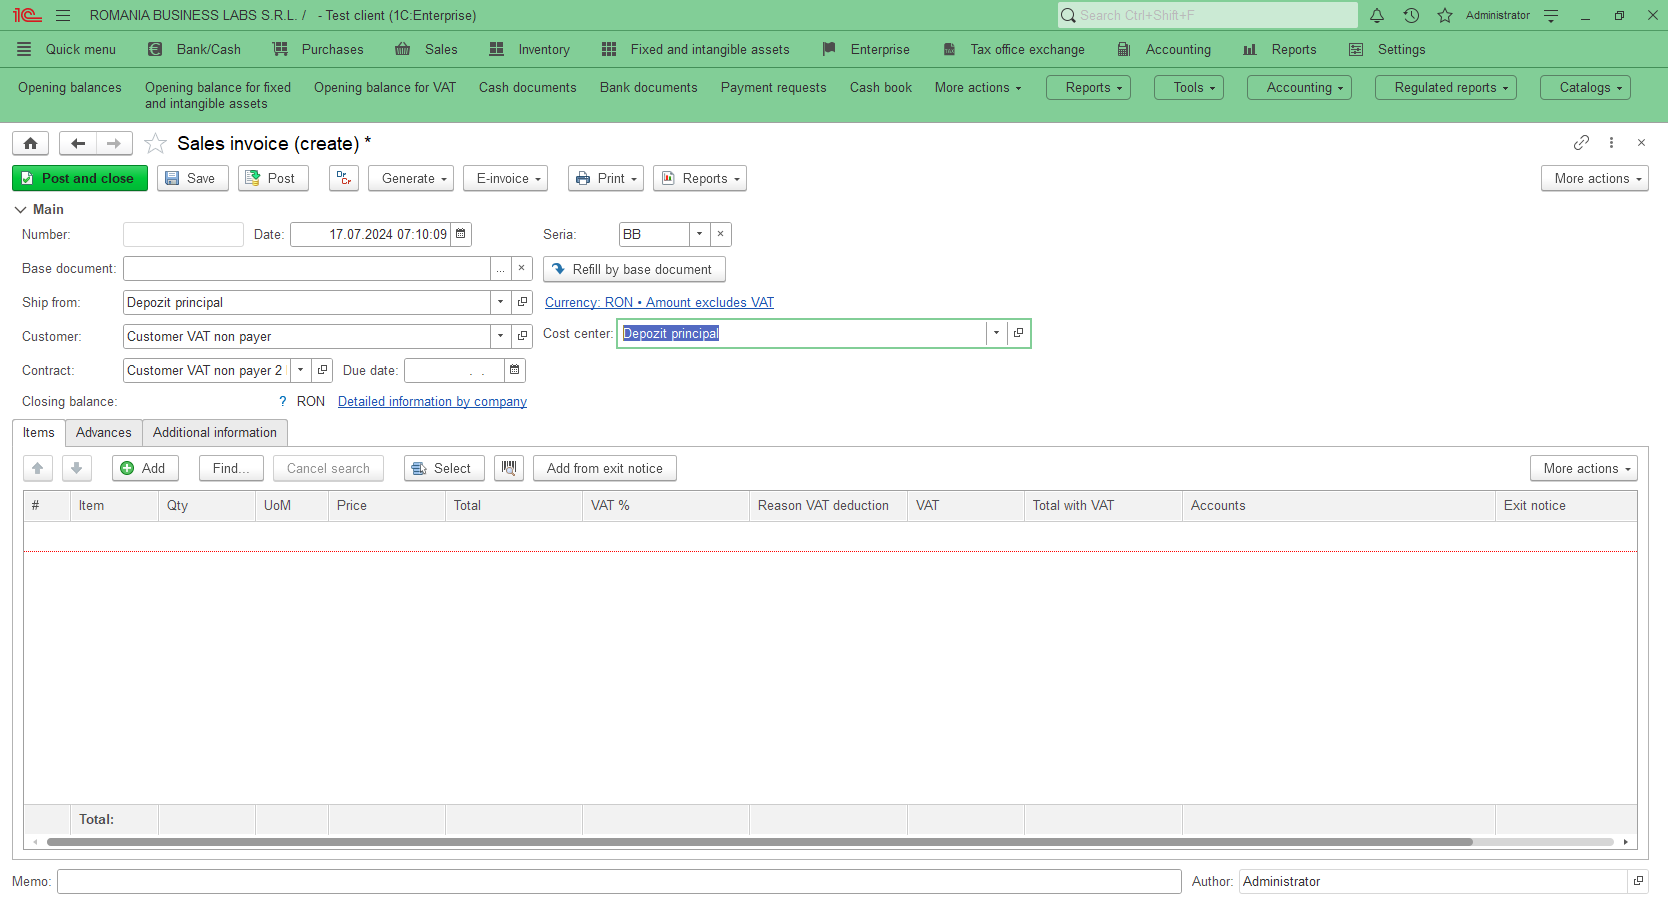 ROMANIA BUSINESS LABS S.R.L. /   - Test client (1C:Enterprise)
Search Ctrl+Shift+F
Administrator
Quick menu
Bank/Cash
Purchases
Sales
Inventory
Fixed and intangible assets
Enterprise
Tax office exchange
Accounting
Reports
Settings
Opening balances
Opening balance for fixed
and intangible assets
Opening balance for VAT
Cash documents
Bank documents
Payment requests
Cash book
More actions
Reports
Tools
Accounting
Regulated reports
Catalogs
Sales invoice (create) *
Post and close
Save
Post
Dr
Cr
Generate
E-invoice
Print
Reports
More actions
Main
Number:
Date: 17.07.2024 07:10:09
Seria: BB
Base document:
...
Refill by base document
Ship from: Depozit principal
Currency: RON • Amount excludes VAT
Customer: Customer VAT non payer
Cost center: Depozit principal
Contract: Customer VAT non payer 2
Due date: . .
Closing balance: ? RON Detailed information by company
Items
Advances
Additional information
Add
Find...
Cancel search
Select
Add from exit notice
More actions
# Item Qty UoM Price Total VAT % Reason VAT deduction VAT Total with VAT Accounts Exit notice
Total:
Memo:
Author: Administrator